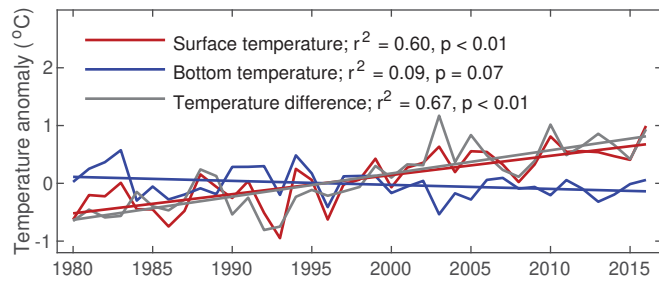 Temperature anomaly (°C)
2
1
0
-1
Surface temperature; r² = 0.60, p < 0.01
Bottom temperature; r² = 0.09, p = 0.07
Temperature difference; r² = 0.67, p < 0.01
1980 1985 1990 1995 2000 2005 2010 2015